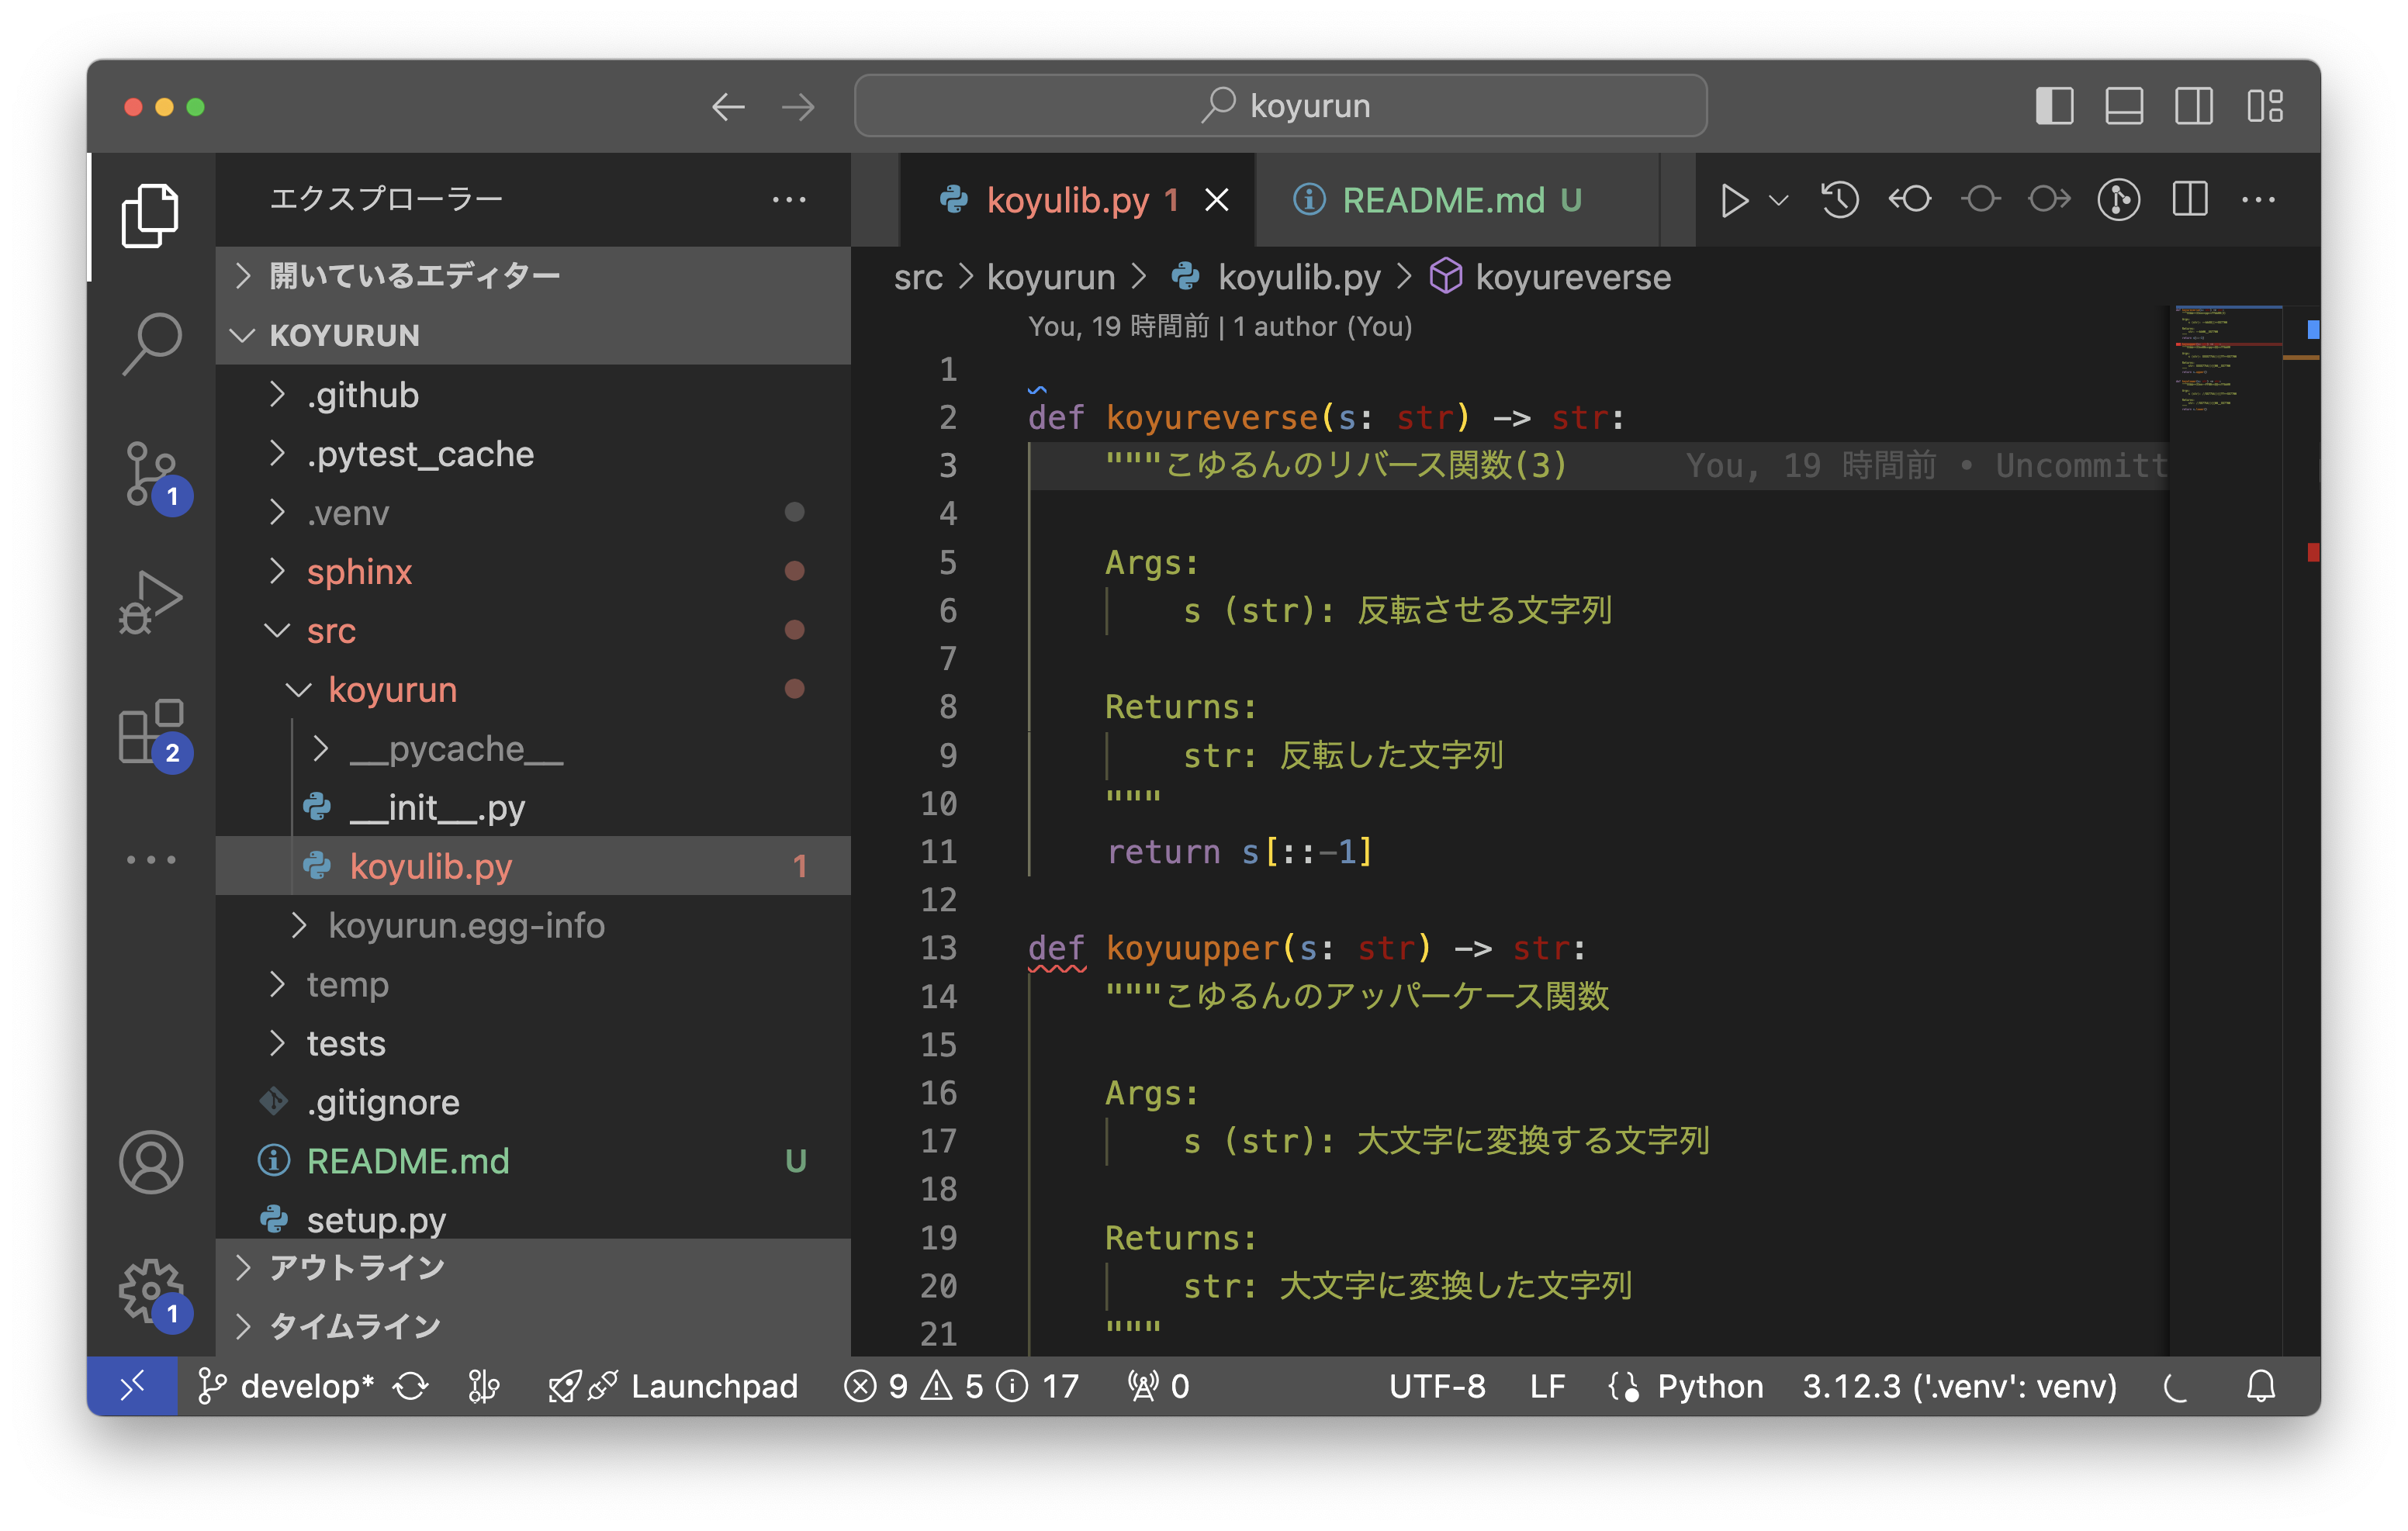 koyurun
エクスプローラー
koyulib.py 1
README.md U
開いているエディター
KOYURUN
.github
.pytest_cache
.venv
sphinx
src
koyurun
__pycache__
__init__.py
koyulib.py 1
koyurun.egg-info
temp
tests
.gitignore
README.md U
setup.py
アウトライン
タイムライン
1
2
1
src > koyurun > koyulib.py > koyureverse
You, 19 時間前 | 1 author (You)
1
2 def koyureverse(s: str) -> str:
3 """こゆるんのリバース関数(3) You, 19 時間前 • Uncommitt
4
5 Args:
6 s (str): 反転させる文字列
7
8 Returns:
9 str: 反転した文字列
10 """
11 return s[::-1]
12
13 def koyuupper(s: str) -> str:
14 """こゆるんのアッパーケース関数
15
16 Args:
17 s (str): 大文字に変換する文字列
18
19 Returns:
20 str: 大文字に変換した文字列
21 """
develop* Launchpad 9 5 17 0 UTF-8 LF Python 3.12.3 ('.venv': venv)